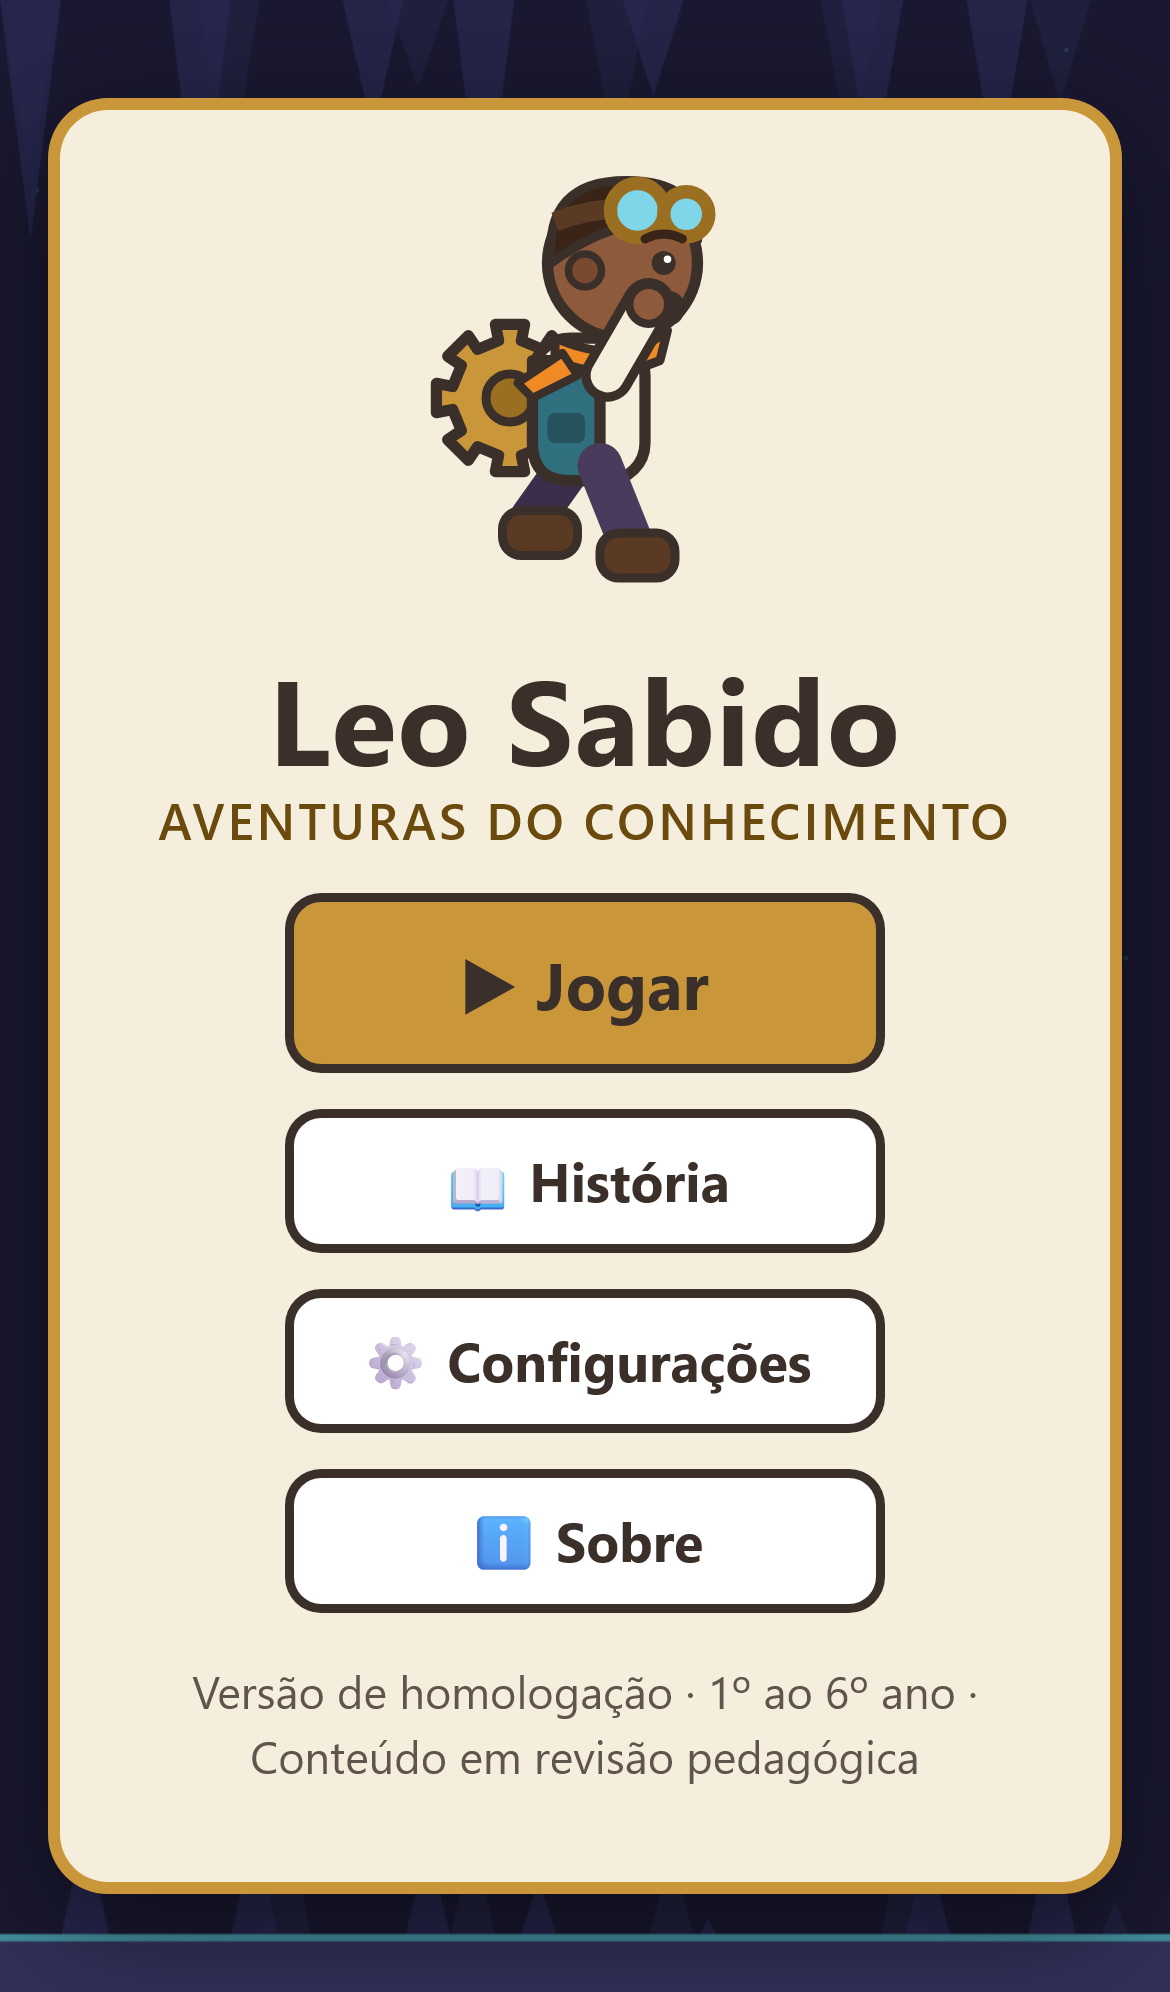 Leo Sabido
AVENTURAS DO CONHECIMENTO
▶ Jogar
História
Configurações
Sobre
Versão de homologação · 1º ao 6º ano ·
Conteúdo em revisão pedagógica